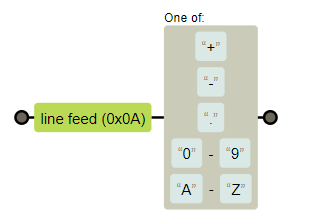 One of:
“+”
“-”
“.”
line feed (0x0A)
“0” - “9”
“A” - “Z”